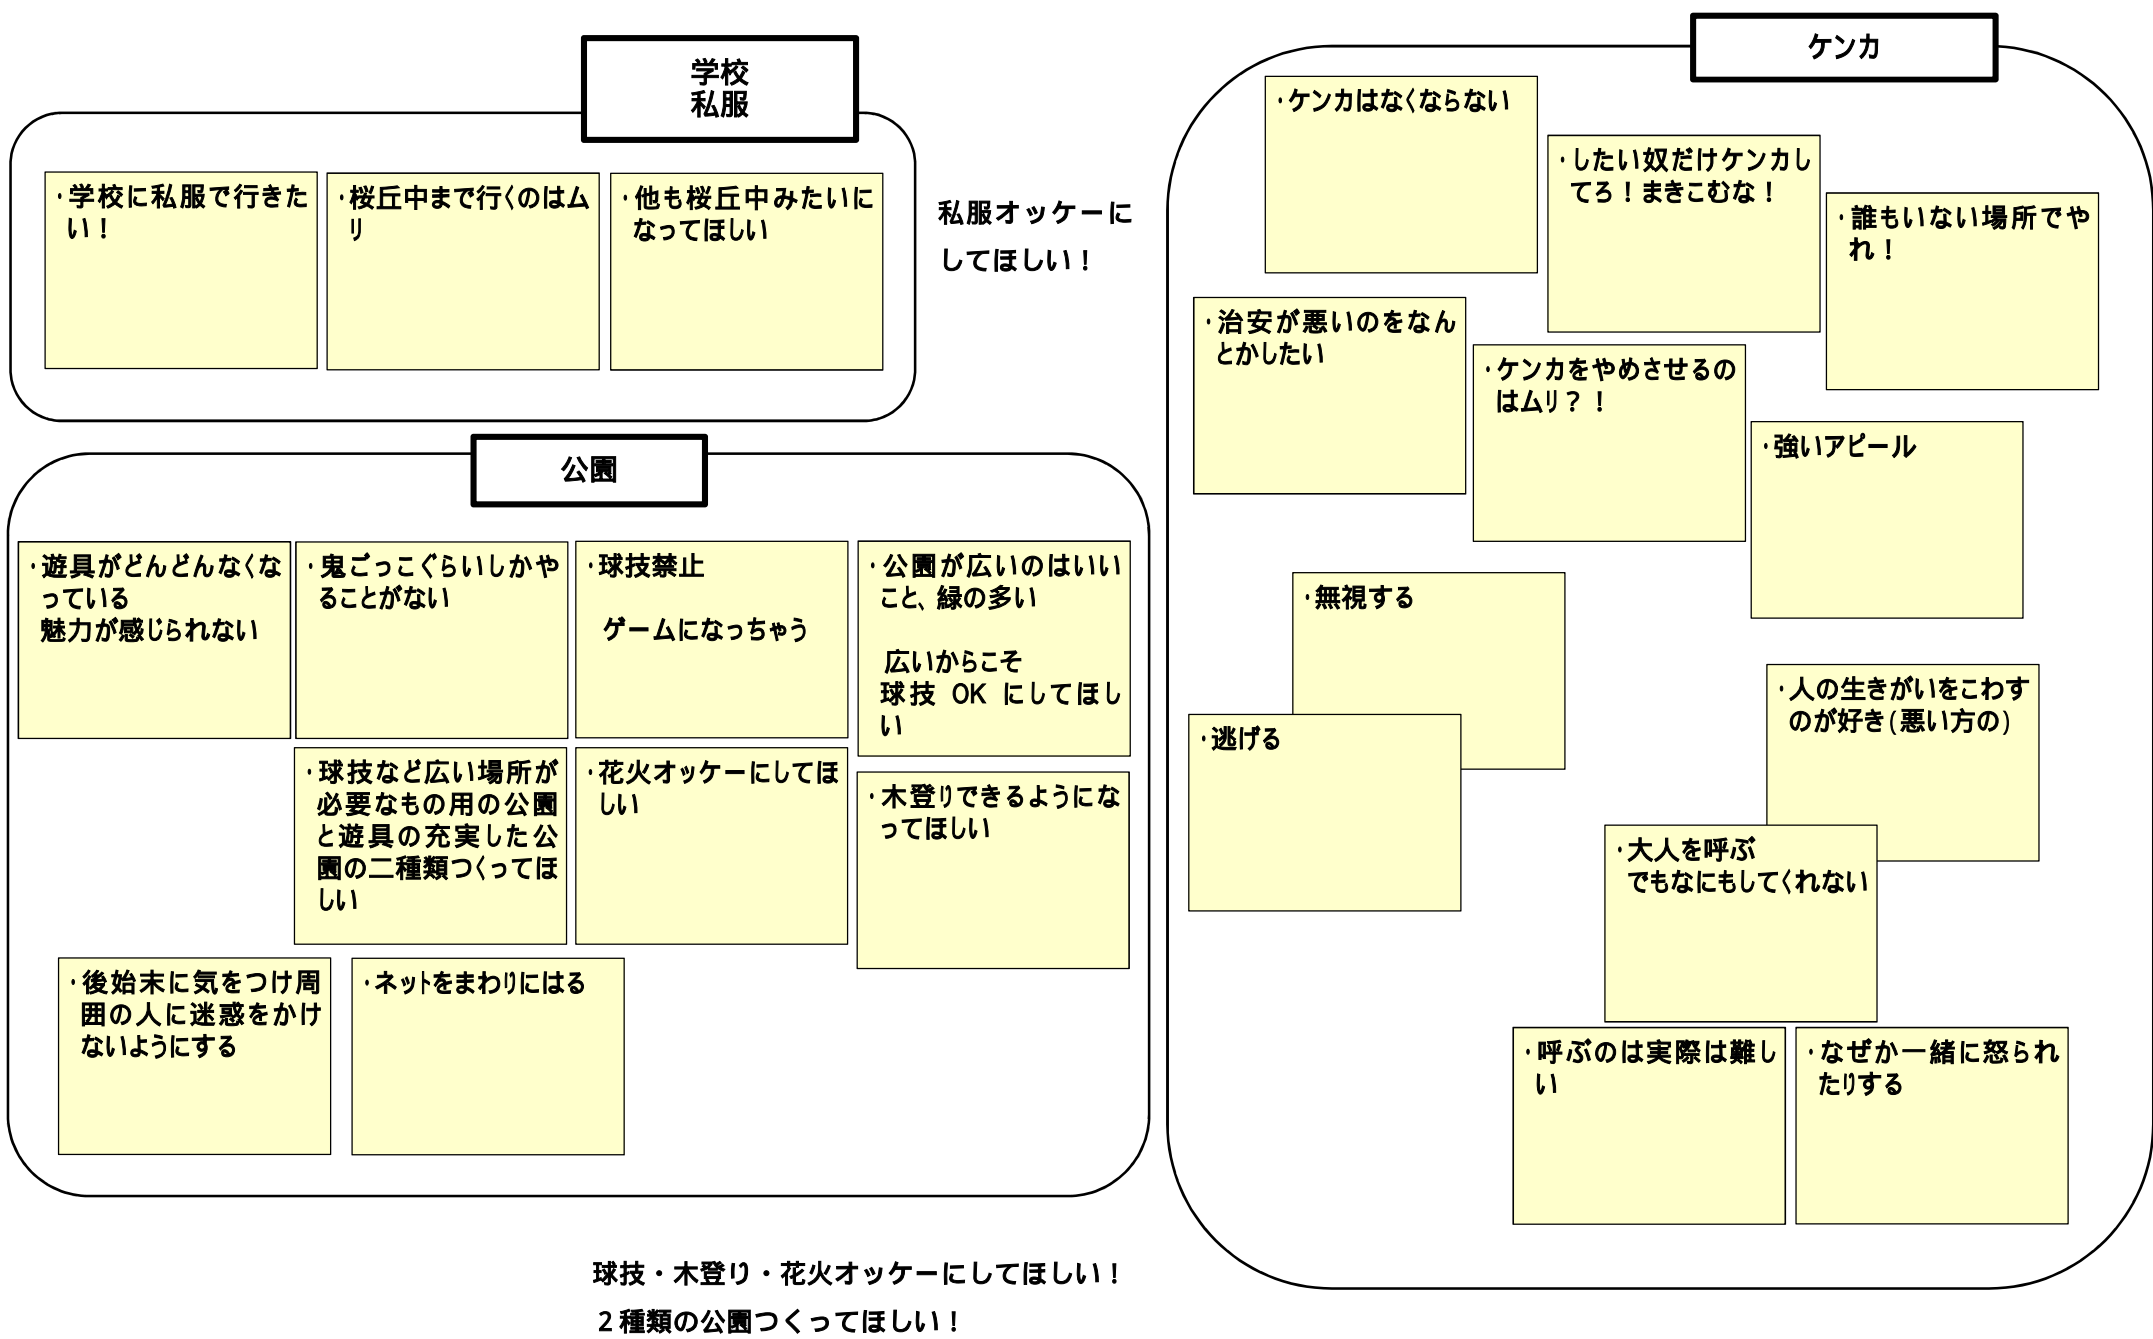 学校
私服
・学校に私服で行きた
い！
・桜丘中まで行くのはム
リ
・他も桜丘中みたいに
なってほしい
私服オッケーに
してほしい！
公園
・遊具がどんどんなくな
っている
魅力が感じられない
・鬼ごっこぐらいしかや
ることがない
・球技禁止
ゲームになっちゃう
・公園が広いのはいい
こと、緑の多い
広いからこそ
球技 OK にしてほし
い
・球技など広い場所が
必要なもの用の公園
と遊具の充実した公
園の二種類つくってほ
しい
・花火オッケーにしてほ
しい
・木登りできるようにな
ってほしい
・後始末に気をつけ周
囲の人に迷惑をかけ
ないようにする
・ネットをまわりにはる
球技・木登り・花火オッケーにしてほしい！
２種類の公園つくってほしい！
ケンカ
・ケンカはなくならない
・したい奴だけケンカし
てろ！まきこむな！
・誰もいない場所でや
れ！
・治安が悪いのをなん
とかしたい
・ケンカをやめさせるの
はムリ？！
・強いアピール
・無視する
・逃げる
・人の生きがいをこわす
のが好き(悪い方の)
・大人を呼ぶ
でもなにもしてくれない
・呼ぶのは実際は難し
い
・なぜか一緒に怒られ
たりする